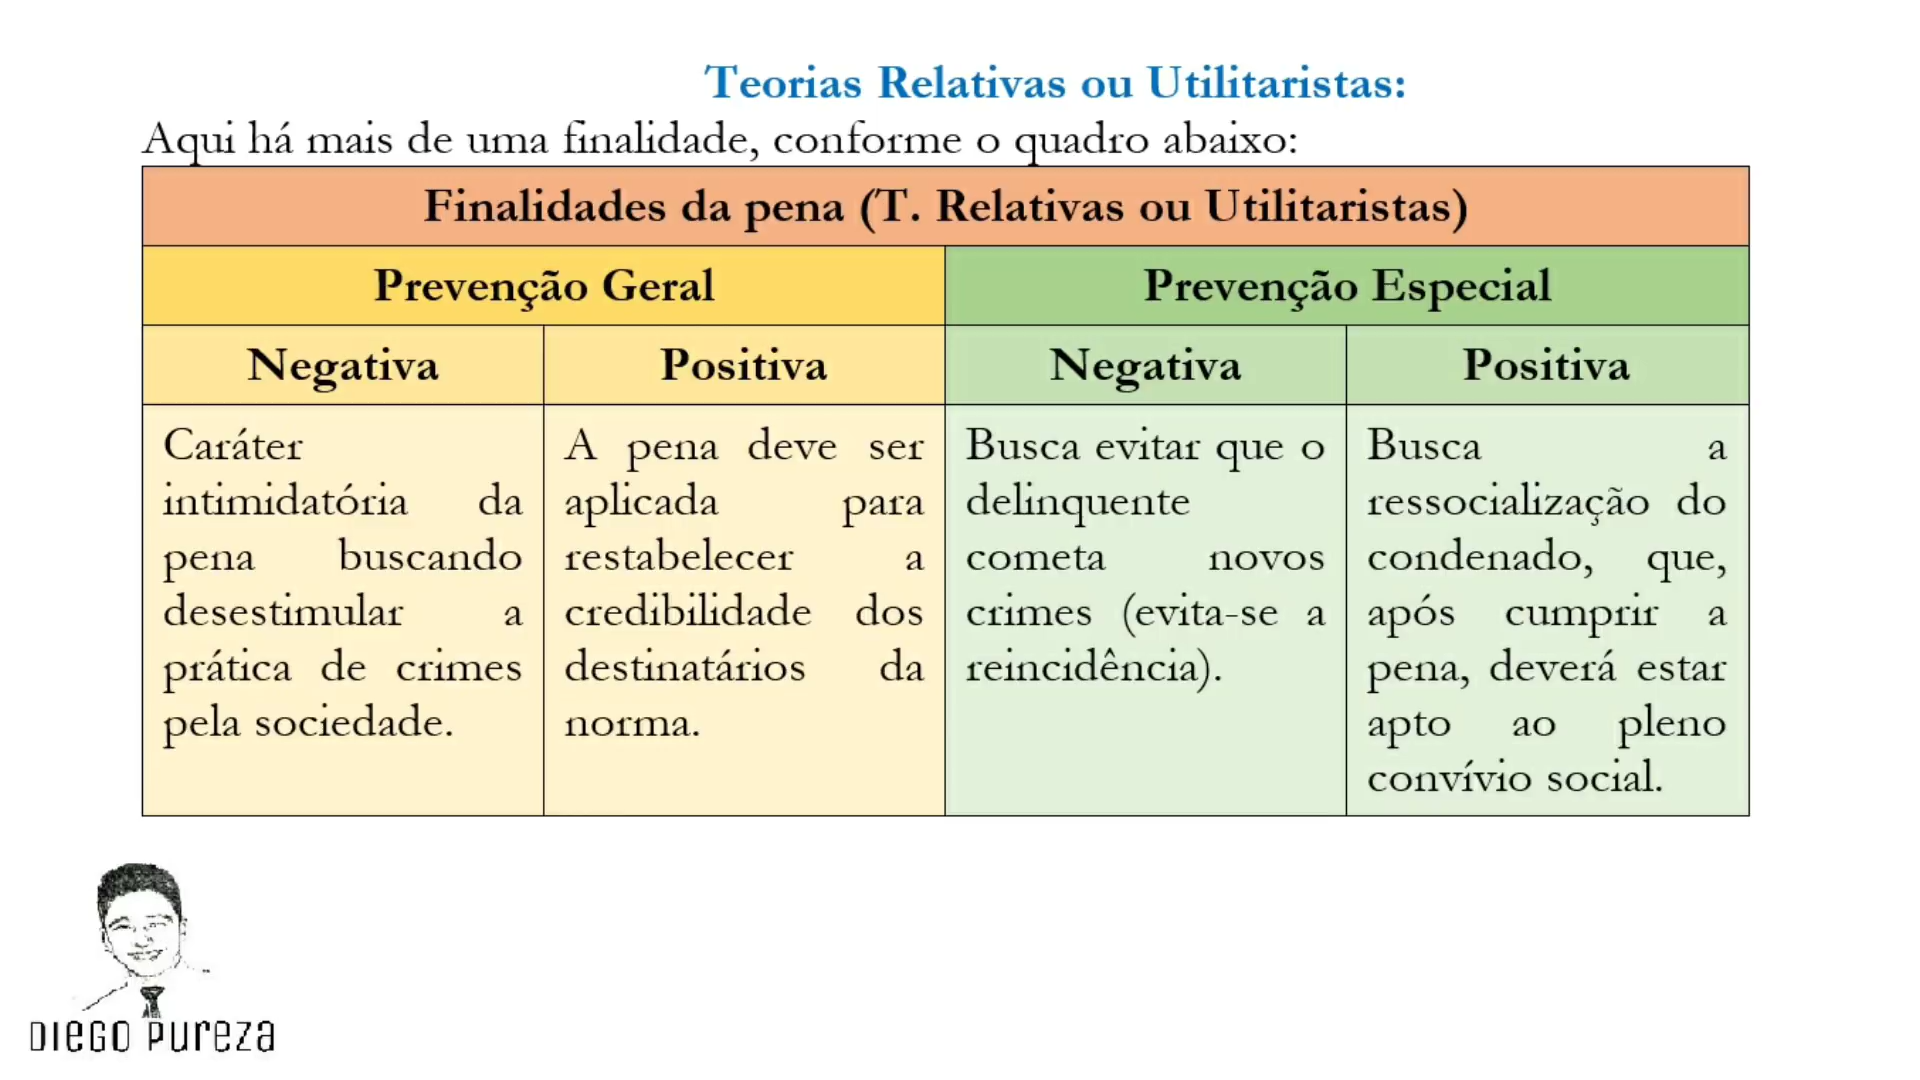 Teorias Relativas ou Utilitaristas:
Aqui há mais de uma finalidade, conforme o quadro abaixo:
Finalidades da pena (T. Relativas ou Utilitaristas)
Prevenção Geral
Prevenção Especial
Negativa
Positiva
Negativa
Positiva
Caráter
intimidatória da
pena buscando
desestimular a
prática de crimes
pela sociedade.
A pena deve ser
aplicada para
restabelecer a
credibilidade dos
destinatários da
norma.
Busca evitar que o
delinquente
cometa novos
crimes (evita-se a
reincidência).
Busca a
ressocialização do
condenado, que,
após cumprir a
pena, deverá estar
apto ao pleno
convívio social.
DIEGO PUREZA